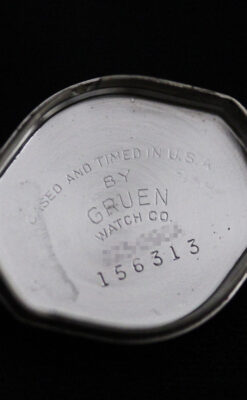 CASED AND TIMED IN U.S.A.
BY
GRUEN
WATCH CO.
156313